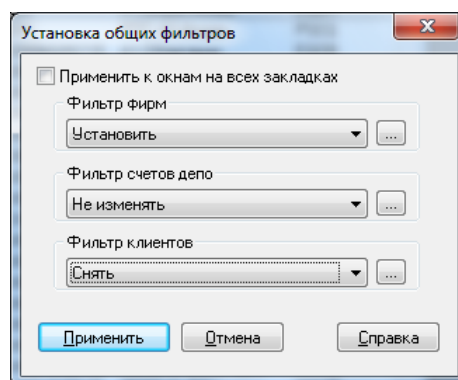 Установка общих фильтров
Применить к окнам на всех закладках
Фильтр фирм
Установить
...
Фильтр счетов депо
Не изменять
...
Фильтр клиентов
Снять
...
Применить Отмена Справка